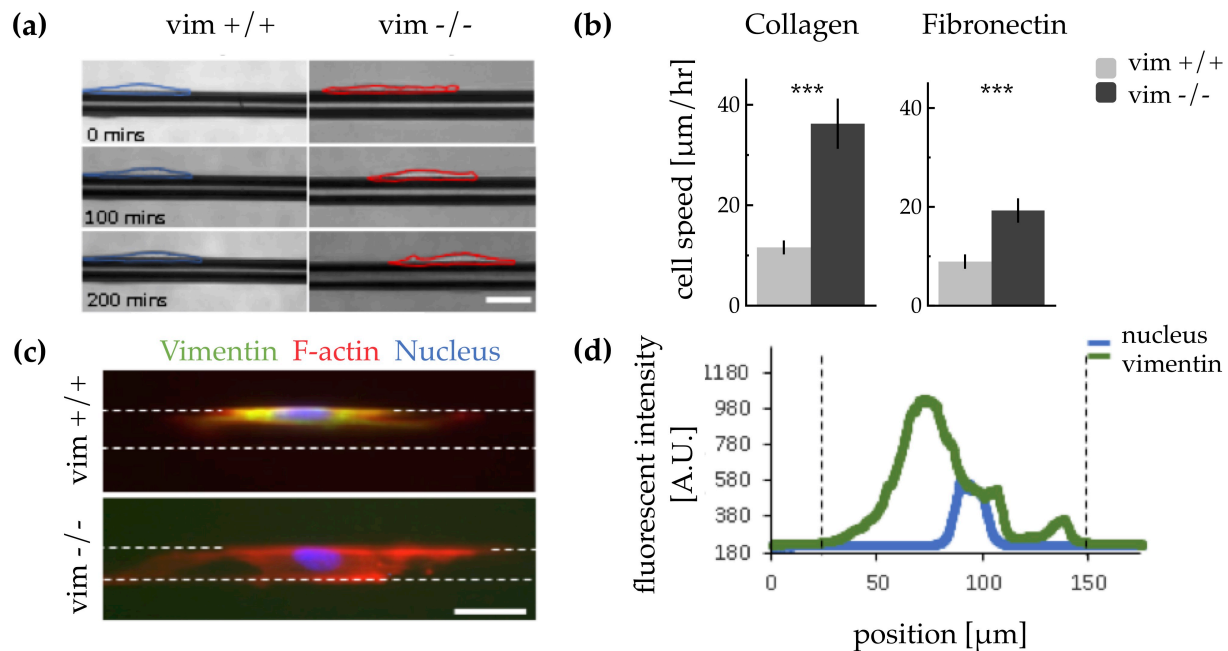 (a)
vim +/+
vim -/-
0 mins
100 mins
200 mins
(b)
Collagen
Fibronectin
vim +/+
vim -/-
cell speed [µm/hr]
40
20
0
***
40
20
0
***
(c)
Vimentin F-actin Nucleus
vim +/+
vim -/-
(d)
nucleus
vimentin
fluorescent intensity
[A.U.]
1180
980
780
580
380
180
0
50
100
150
position [µm]